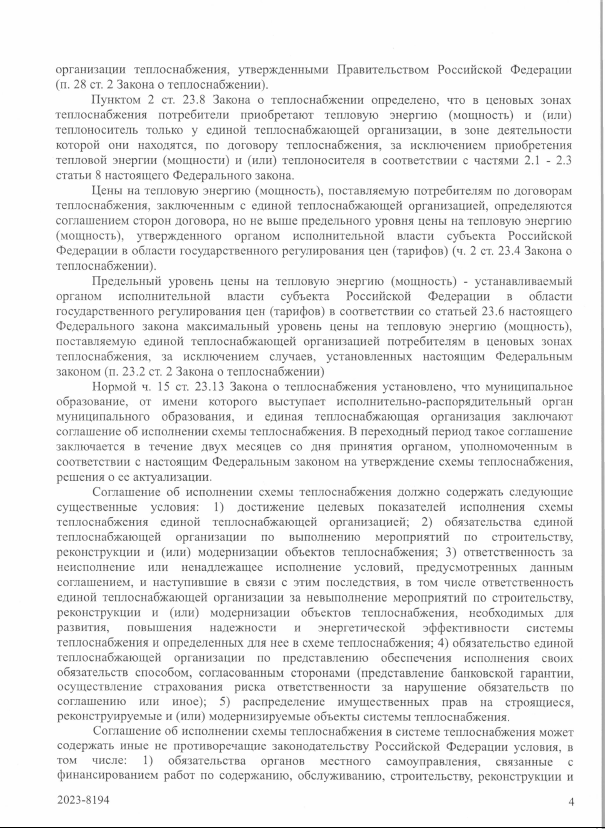 организации теплоснабжения, утвержденными Правительством Российской Федерации
(п. 28 ст. 2 Закона о теплоснабжении).
Пунктом 2 ст. 23.8 Закона о теплоснабжении определено, что в ценовых зонах
теплоснабжения потребители приобретают тепловую энергию (мощность) и (или)
теплоноситель только у единой теплоснабжающей организации, в зоне деятельности
которой они находятся, по договору теплоснабжения, за исключением приобретения
тепловой энергии (мощности) и (или) теплоносителя в соответствии с частями 2.1 - 2.3
статьи 8 настоящего Федерального закона.
Цены на тепловую энергию (мощность), поставляемую потребителям по договорам
теплоснабжения, заключенным с единой теплоснабжающей организацией, определяются
соглашением сторон договора, но не выше предельного уровня цены на тепловую энергию
(мощность), утвержденного органом исполнительной власти субъекта Российской
Федерации в области государственного регулирования цен (тарифов) (ч. 2 ст. 23.4 Закона о
теплоснабжении).
Предельный уровень цены на тепловую энергию (мощность) - устанавливаемый
органом исполнительной власти субъекта Российской Федерации в области
государственного регулирования цен (тарифов) в соответствии со статьей 23.6 настоящего
Федерального закона максимальный уровень цены на тепловую энергию (мощность),
поставляемую единой теплоснабжающей организацией потребителям в ценовых зонах
теплоснабжения, за исключением случаев, установленных настоящим Федеральным
законом (п. 23.2 ст. 2 Закона о теплоснабжении)
Нормой ч. 15 ст. 23.13 Закона о теплоснабжении установлено, что муниципальное
образование, от имени которого выступает исполнительно-распорядительный орган
муниципального образования, и единая теплоснабжающая организация заключают
соглашение об исполнении схемы теплоснабжения. В переходный период такое соглашение
заключается в течение двух месяцев со дня принятия органом, уполномоченным в
соответствии с настоящим Федеральным законом на утверждение схемы теплоснабжения,
решения о ее актуализации.
Соглашение об исполнении схемы теплоснабжения должно содержать следующие
существенные условия: 1) достижение целевых показателей исполнения схемы
теплоснабжения единой теплоснабжающей организацией; 2) обязательства единой
теплоснабжающей организации по выполнению мероприятий по строительству,
реконструкции и (или) модернизации объектов теплоснабжения; 3) ответственность за
неисполнение или ненадлежащее исполнение условий, предусмотренных данным
соглашением, и наступившие в связи с этим последствия, в том числе ответственность
единой теплоснабжающей организации за невыполнение мероприятий по строительству,
реконструкции и (или) модернизации объектов теплоснабжения, необходимых для
развития, повышения надежности и энергетической эффективности системы
теплоснабжения и определенных для нее в схеме теплоснабжения; 4) обязательство единой
теплоснабжающей организации по представлению обеспечения исполнения своих
обязательств способом, согласованным сторонами (представление банковской гарантии,
осуществление страхования риска ответственности за нарушение обязательств по
соглашению или иное); 5) распределение имущественных прав на строящиеся,
реконструируемые и (или) модернизируемые объекты системы теплоснабжения.
Соглашение об исполнении схемы теплоснабжения в системе теплоснабжения может
содержать иные не противоречащие законодательству Российской Федерации условия, в
том числе: 1) обязательства органов местного самоуправления, связанные с
финансированием работ по содержанию, обслуживанию, строительству, реконструкции и
2023-8194
4